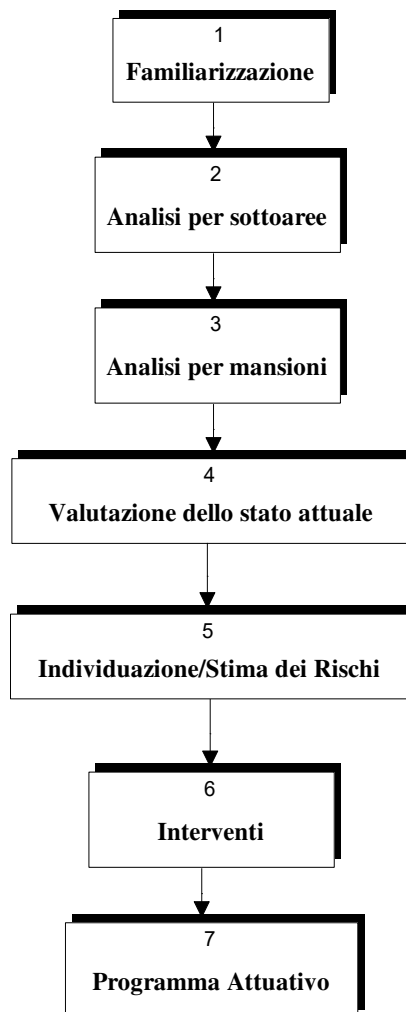 1
Familiarizzazione
2
Analisi per sottoaree
3
Analisi per mansioni
4
Valutazione dello stato attuale
5
Individuazione/Stima dei Rischi
6
Interventi
7
Programma Attuativo